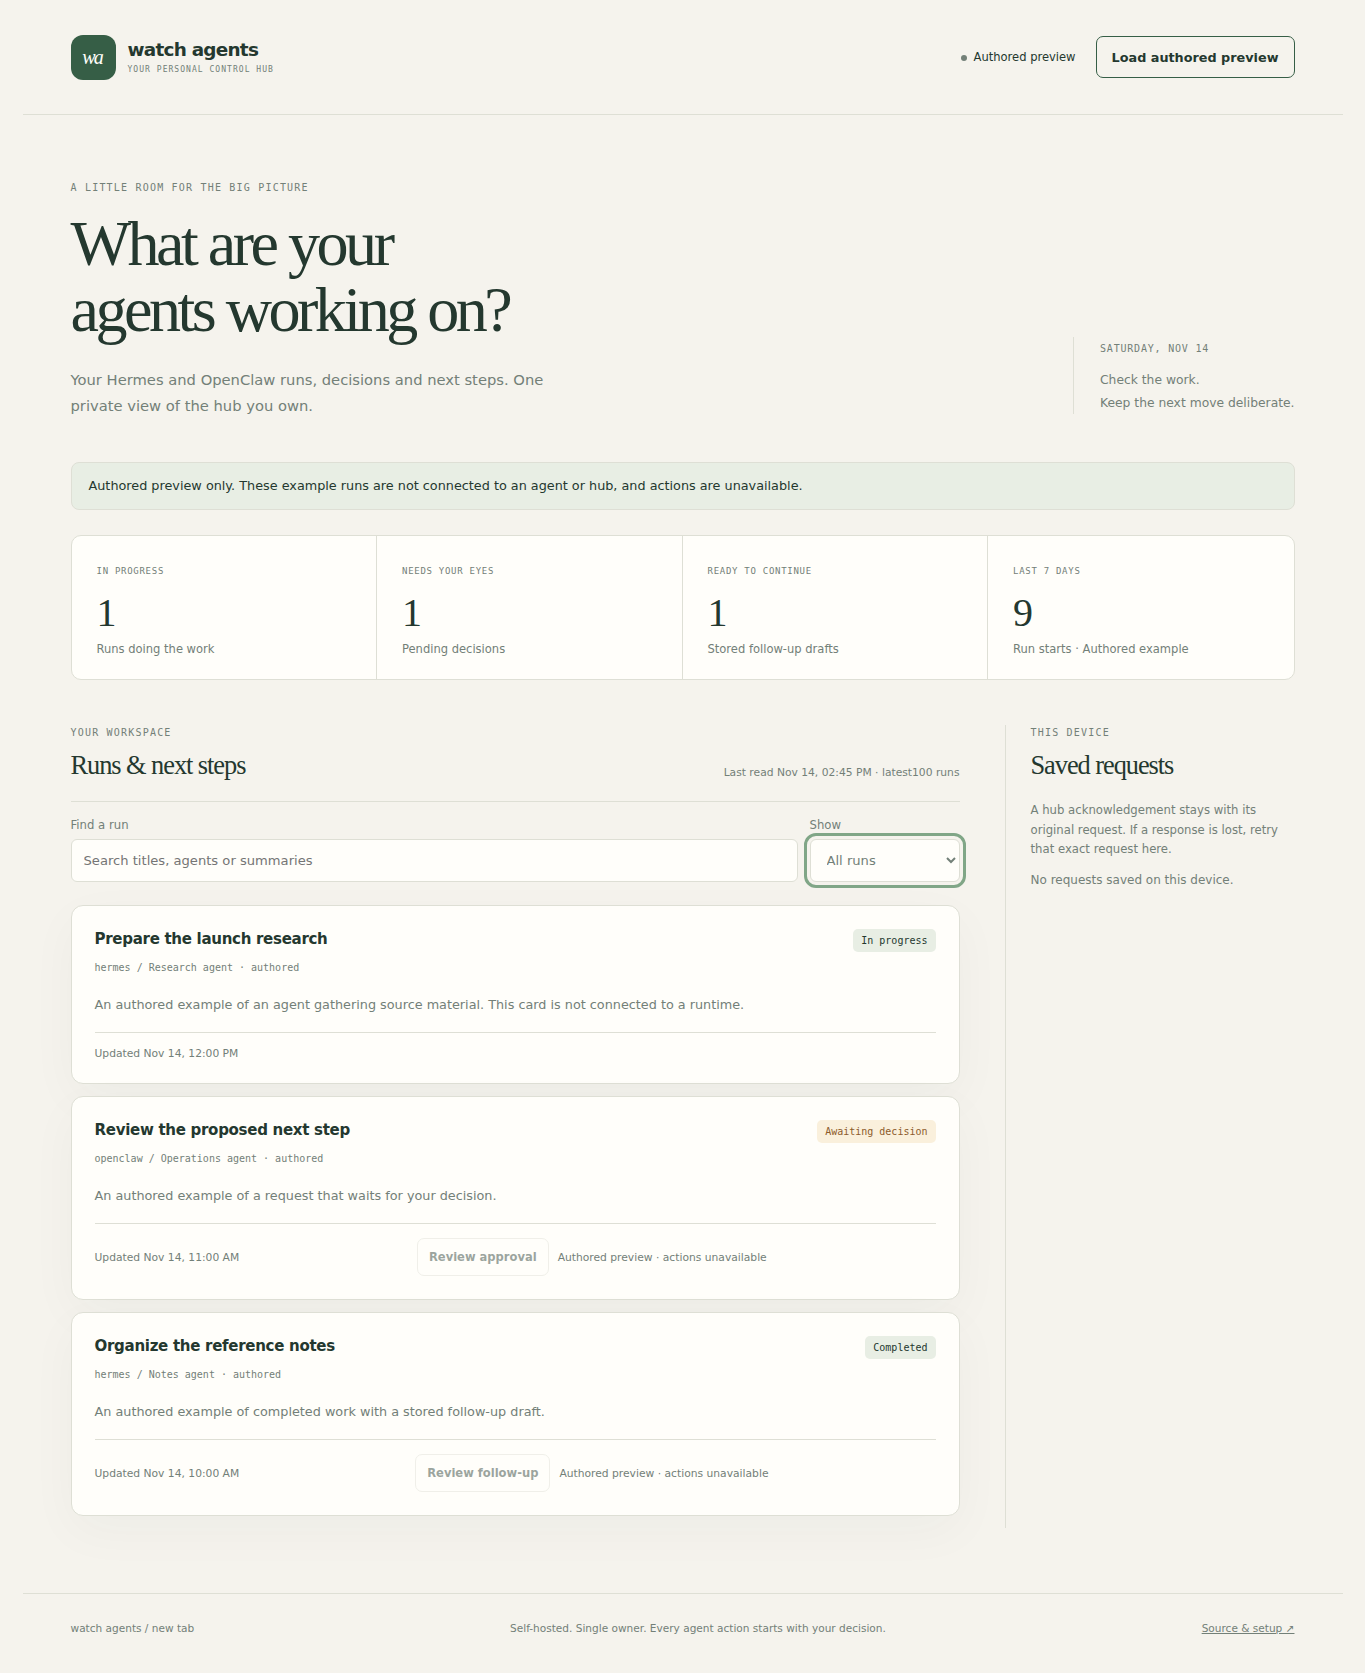 wa
watch agents
YOUR PERSONAL CONTROL HUB
Authored preview
Load authored preview
A LITTLE ROOM FOR THE BIG PICTURE
What are your
agents working on?
Your Hermes and OpenClaw runs, decisions and next steps. One
private view of the hub you own.
SATURDAY, NOV 14
Check the work.
Keep the next move deliberate.
Authored preview only. These example runs are not connected to an agent or hub, and actions are unavailable.
IN PROGRESS
1
Runs doing the work
NEEDS YOUR EYES
1
Pending decisions
READY TO CONTINUE
1
Stored follow-up drafts
LAST 7 DAYS
9
Run starts · Authored example
YOUR WORKSPACE
Runs & next steps
Last read Nov 14, 02:45 PM · latest100 runs
Find a run
Search titles, agents or summaries
Show
All runs
Prepare the launch research
In progress
hermes / Research agent · authored
An authored example of an agent gathering source material. This card is not connected to a runtime.
Updated Nov 14, 12:00 PM
Review the proposed next step
Awaiting decision
openclaw / Operations agent · authored
An authored example of a request that waits for your decision.
Updated Nov 14, 11:00 AM
Review approval
Authored preview · actions unavailable
Organize the reference notes
Completed
hermes / Notes agent · authored
An authored example of completed work with a stored follow-up draft.
Updated Nov 14, 10:00 AM
Review follow-up
Authored preview · actions unavailable
THIS DEVICE
Saved requests
A hub acknowledgement stays with its
original request. If a response is lost, retry
that exact request here.
No requests saved on this device.
watch agents / new tab
Self-hosted. Single owner. Every agent action starts with your decision.
Source & setup ↗